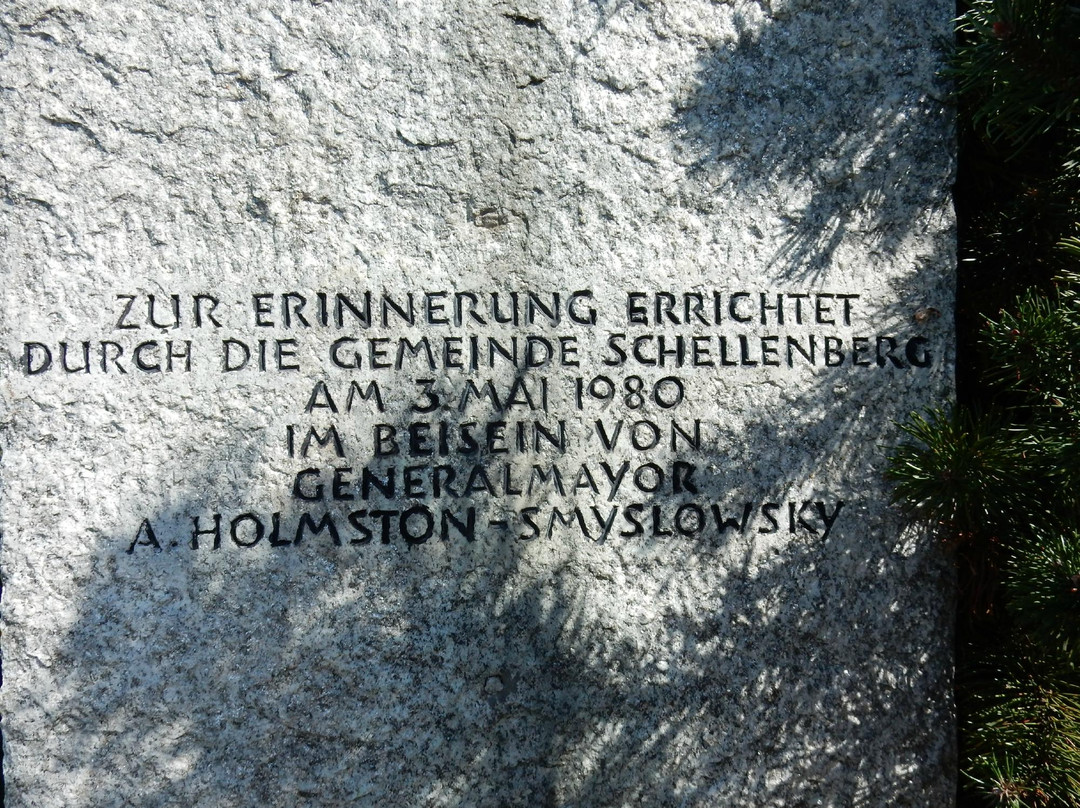 ZUR ERINNERUNG ERRICHTET
DURCH DIE GEMEINDE SCHELLENBERG
AM 3. MAI 1980
IM BEISEIN VON
GENERALMAYOR
A. HOLMSTON-SMYSLOWSKY